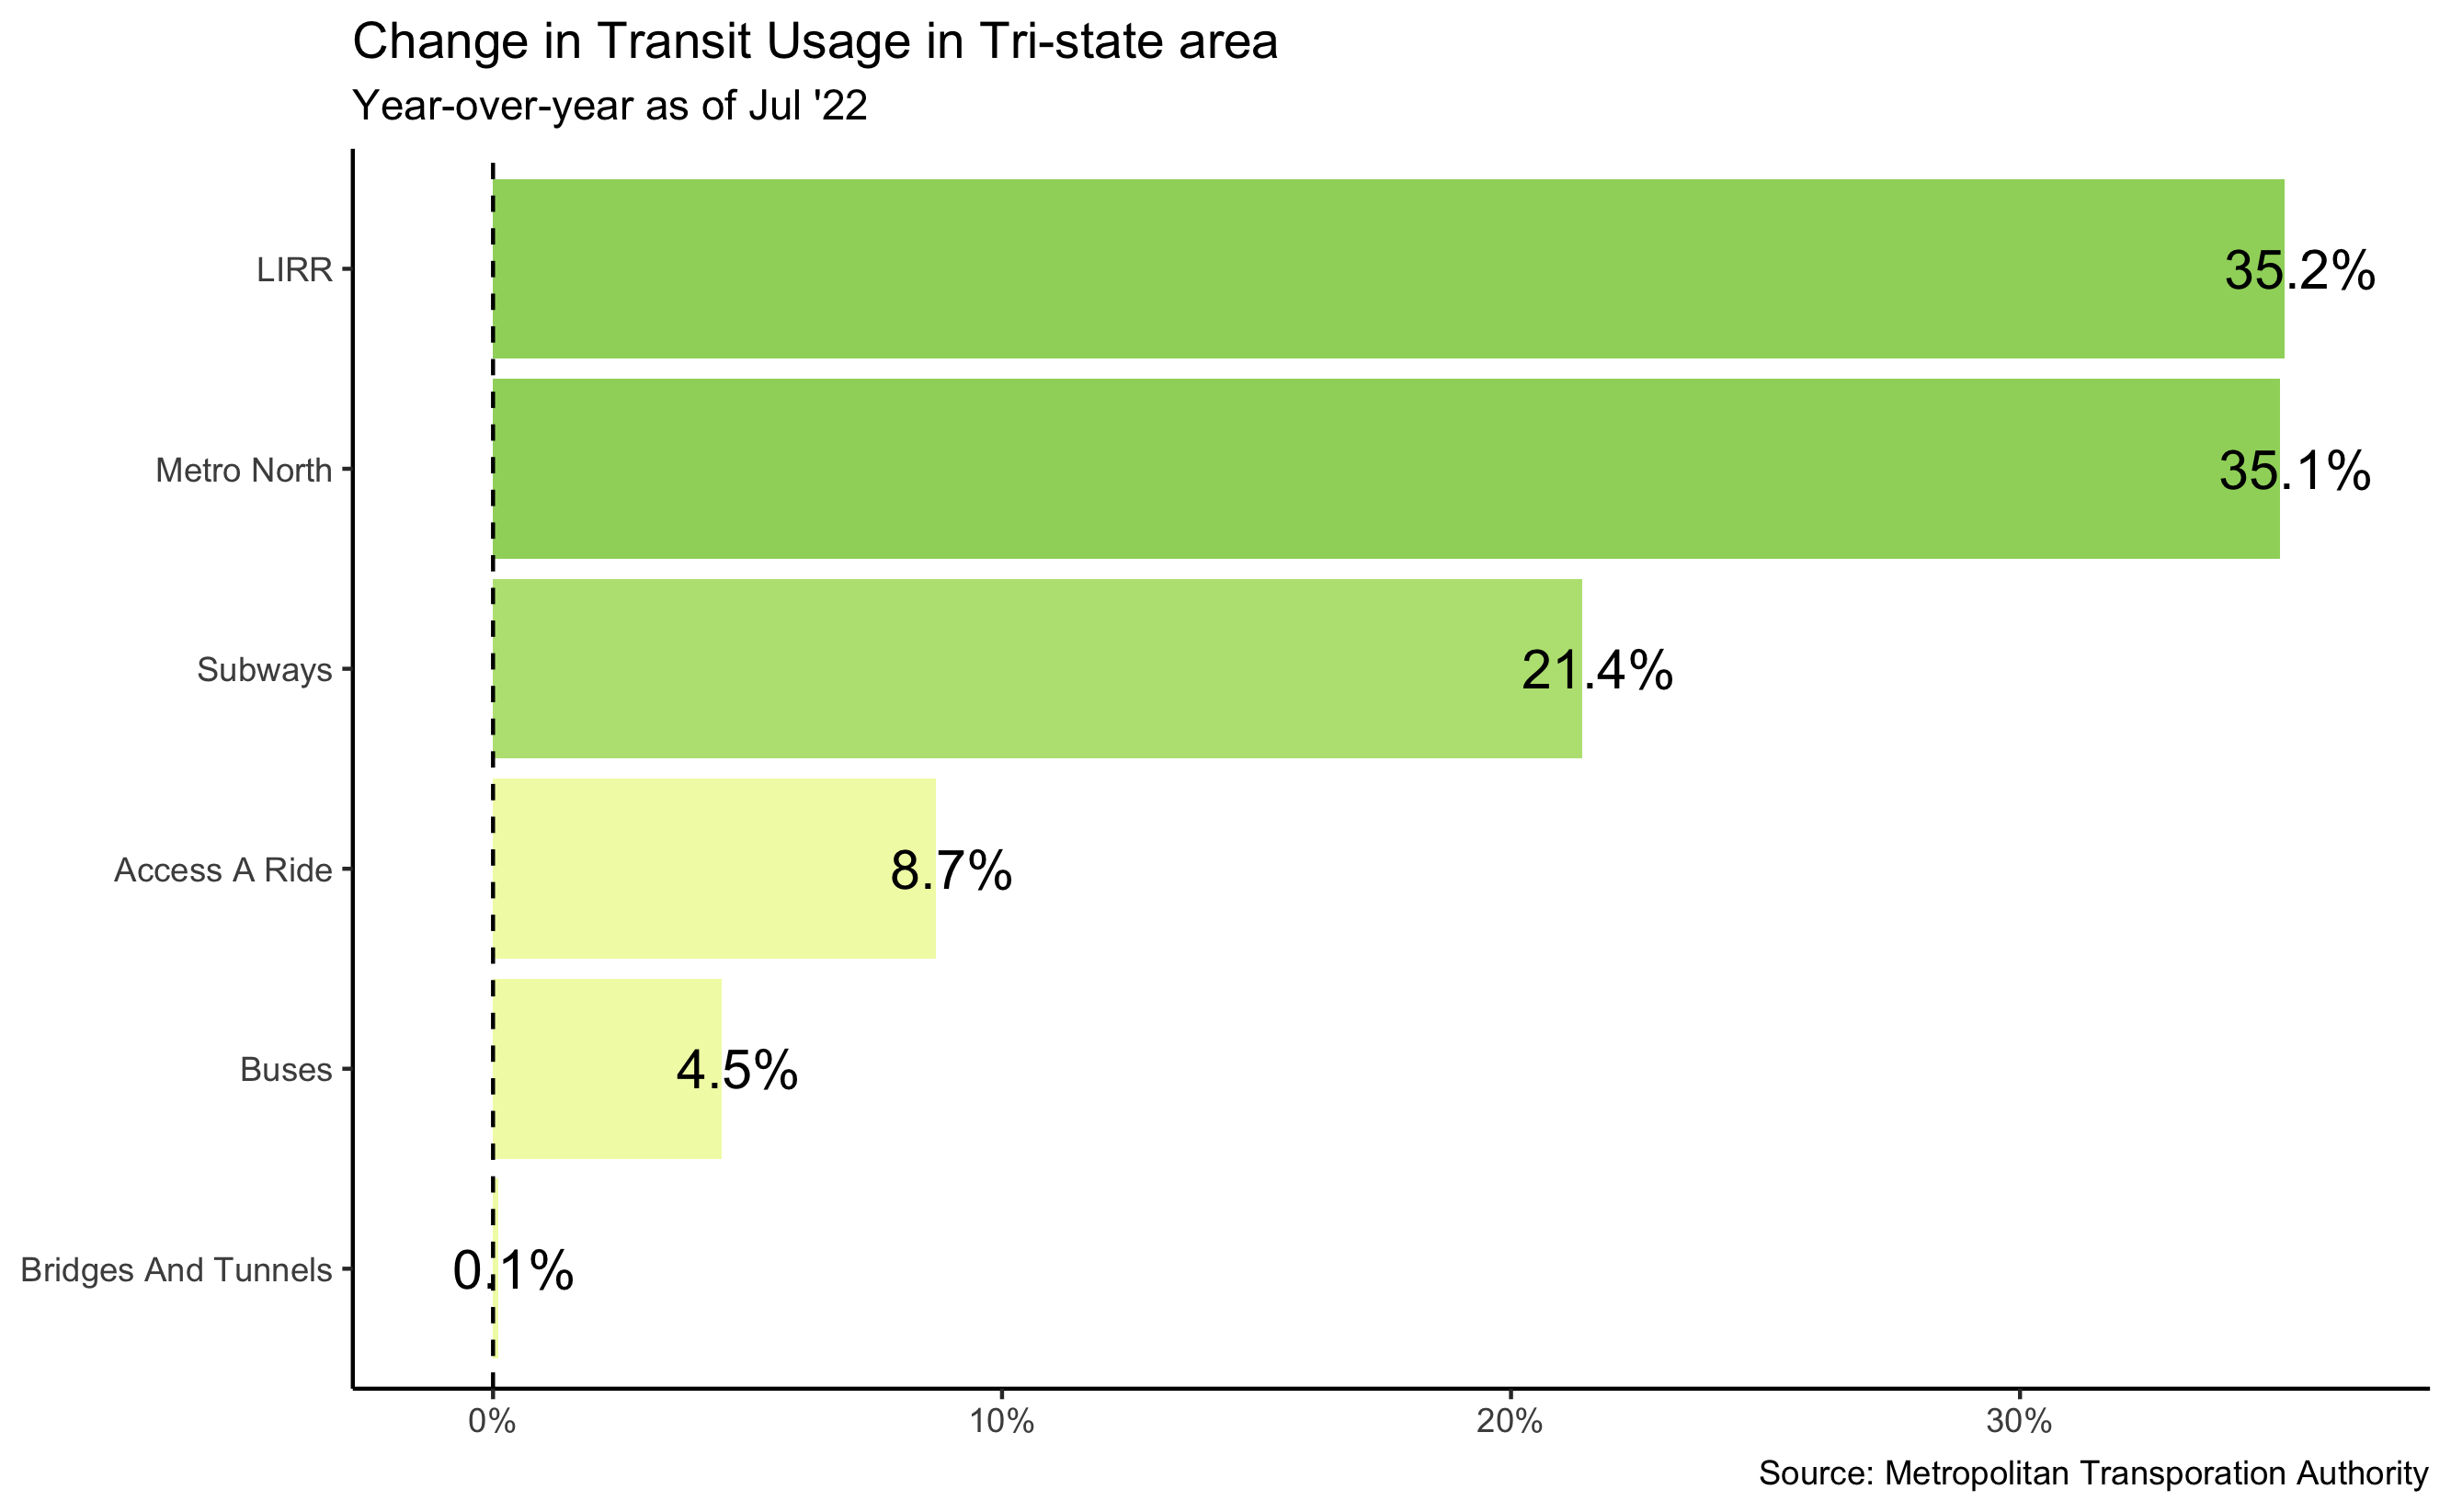 Change in Transit Usage in Tri-state area
Year-over-year as of Jul '22
LIRR
35.2%
Metro North
35.1%
Subways
21.4%
Access A Ride
8.7%
Buses
4.5%
Bridges And Tunnels
0.1%
0%
10%
20%
30%
Source: Metropolitan Transporation Authority